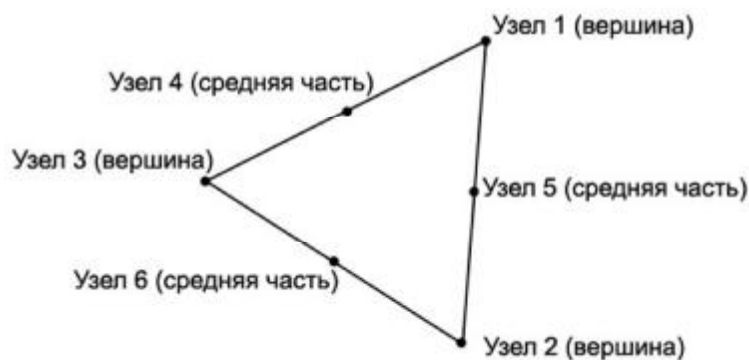 Узел 1 (вершина)
Узел 4 (средняя часть)
Узел 3 (вершина)
Узел 5 (средняя часть)
Узел 6 (средняя часть)
Узел 2 (вершина)